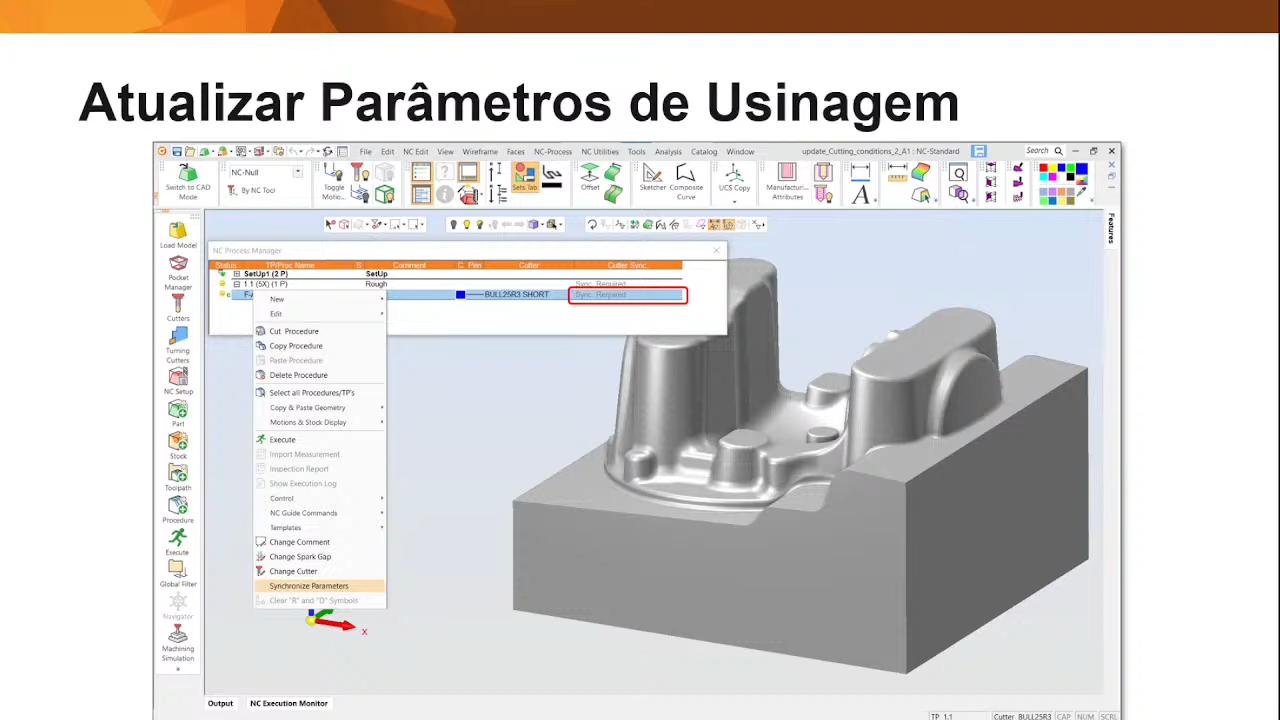 Atualizar Parâmetros de Usinagem
File Edit NC Edit View Wireframe Faces NC-Process NC Utilities Tools Analysis Catalog Window update_Cutting_conditions_2_A1: NC-Standard Search
Switch to CAD Mode
NC-Null
By NC Tool
Toggle Motio...
Sets Tab
Offset
Sketcher
Composite Curve
UCS Copy
Manufacturi... Attributes
Features
Load Model
Pocket Manager
Cutters
Turning Cutters
NC Setup
Part
Stock
Toolpath
Procedure
Execute
Global Filter
Navigator
Machining Simulation
NC Process Manager
Status TP/Proc Name S Comment C. Pen Cutter Cutter Sync.
SetUp1 (2 P) SetUp
1.1 (5X) (1 P) Rough Sync. Required
BULL25R3 SHORT Sync. Required
New
Edit
Cut Procedure
Copy Procedure
Paste Procedure
Delete Procedure
Select all Procedures/TP's
Copy & Paste Geometry
Motions & Stock Display
Execute
Import Measurement
Inspection Report
Show Execution Log
Control
NC Guide Commands
Templates
Change Comment
Change Spark Gap
Change Cutter
Synchronize Parameters
Clear "R" and "D" Symbols
X
Output NC Execution Monitor
TP 1.1 Cutter BULL25R3 CAP NUM SCRL